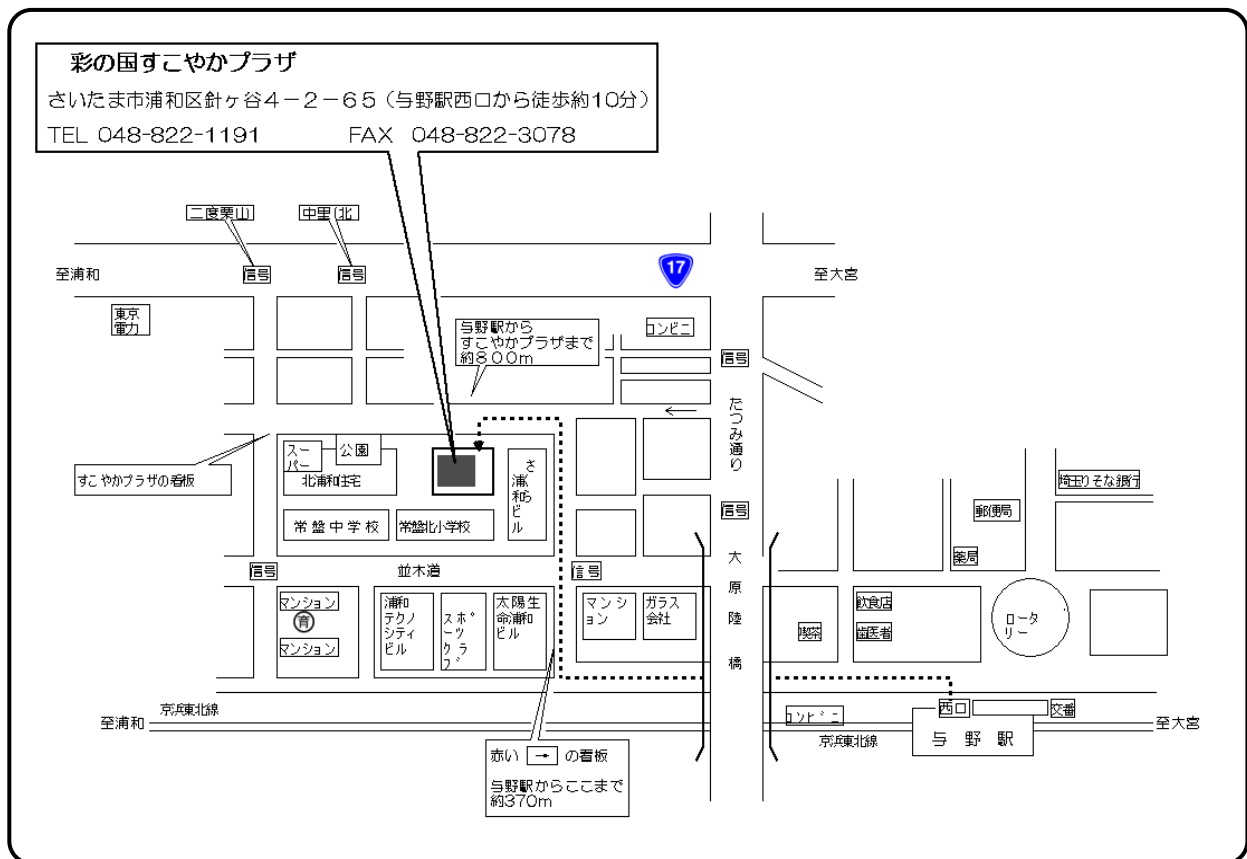 彩の国すこやかプラザ
さいたま市浦和区針ヶ谷4－2－65（与野駅西口から徒歩約10分）
TEL 048-822-1191 FAX 048-822-3078
二度栗山
中里(北
至浦和
信号
信号
17
至大宮
東京
電力
与野駅から
すこやかプラザまで
約800m
コンビニ
信号
たつみ通り
←
すこやかプラザの看板
スー
パー
公園
北浦和住宅
さくら
浦和ビル
埼玉りそな銀行
郵便局
信号
常盤中学校
常盤北小学校
薬局
大原陸橋
信号
並木道
信号
マンション
育
マンション
浦和
テクノ
シティ
ビル
スポーツクラブ
太陽生
命浦和
ビル
マンシ
ョン
ガラス
会社
喫茶
飲食店
歯医者
ロータ
リー
京浜東北線
至浦和
コンビニ
西口
交番
至大宮
京浜東北線
与野駅
赤い → の看板
与野駅からここまで
約370m